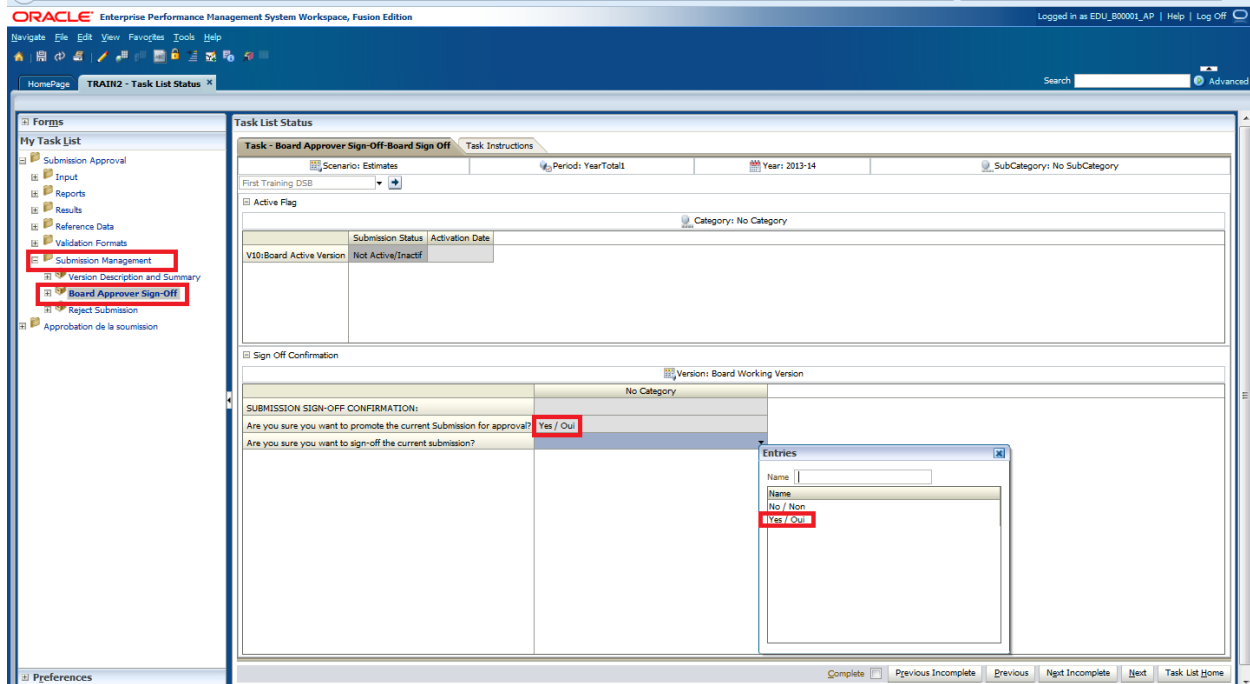 ORACLE Enterprise Performance Management System Workspace, Fusion Edition
Logged in as EDU_B00001_AP | Help | Log Off
Navigate File Edit View Favorites Tools Help
HomePage TRAIN2 - Task List Status
Search Advanced
Forms
My Task List
Submission Approval
Input
Reports
Results
Reference Data
Validation Formats
Submission Management
Version Description and Summary
Board Approver Sign-Off
Reject Submission
Approbation de la soumission
Preferences
Task List Status
Task - Board Approver Sign-Off-Board Sign Off Task Instructions
Scenario: Estimates Period: YearTotal1 Year: 2013-14 SubCategory: No SubCategory
First Training DSB
Active Flag
Category: No Category
Submission Status Activation Date
V10:Board Active Version Not Active/Inactif
Sign Off Confirmation
Version: Board Working Version
No Category
SUBMISSION SIGN-OFF CONFIRMATION:
Are you sure you want to promote the current Submission for approval? Yes / Oui
Are you sure you want to sign-off the current submission?
Entries
Name
Name
No / Non
Yes / Oui
Complete Previous Incomplete Previous Next Incomplete Next Task List Home